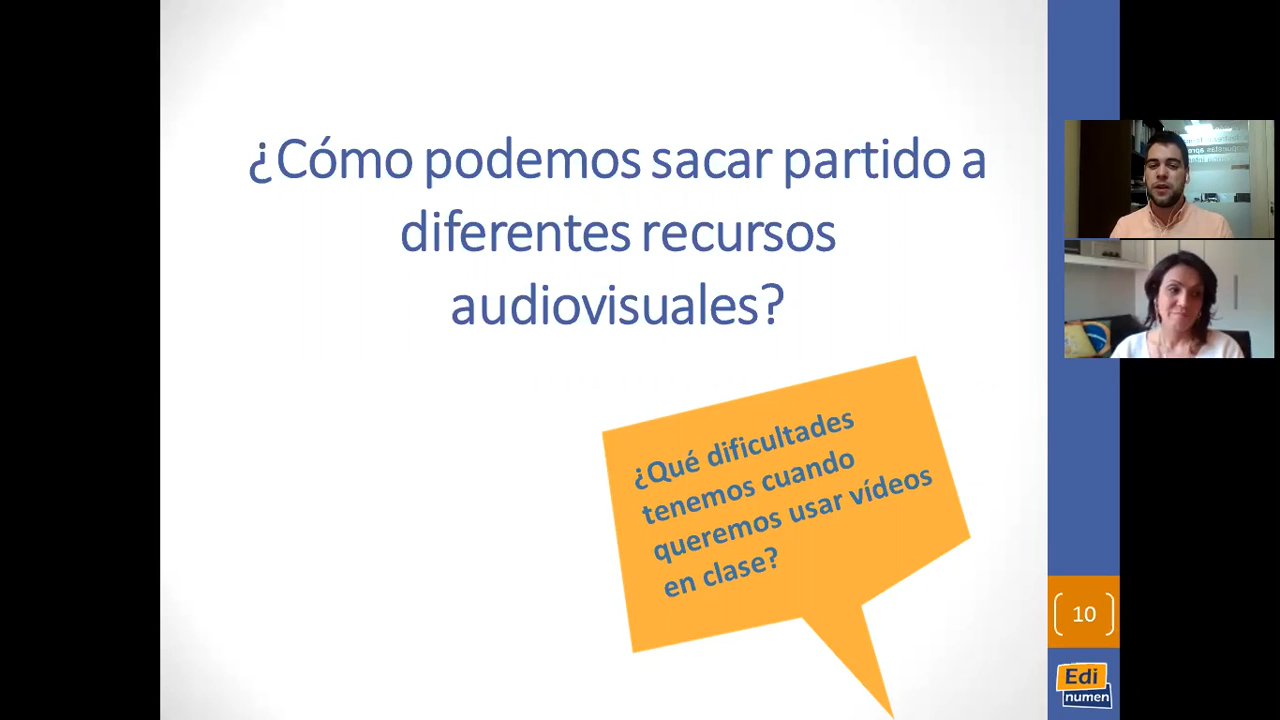 ¿Cómo podemos sacar partido a
diferentes recursos
audiovisuales?
¿Qué dificultades
tenemos cuando
queremos usar vídeos
en clase?
10
Edi
numen